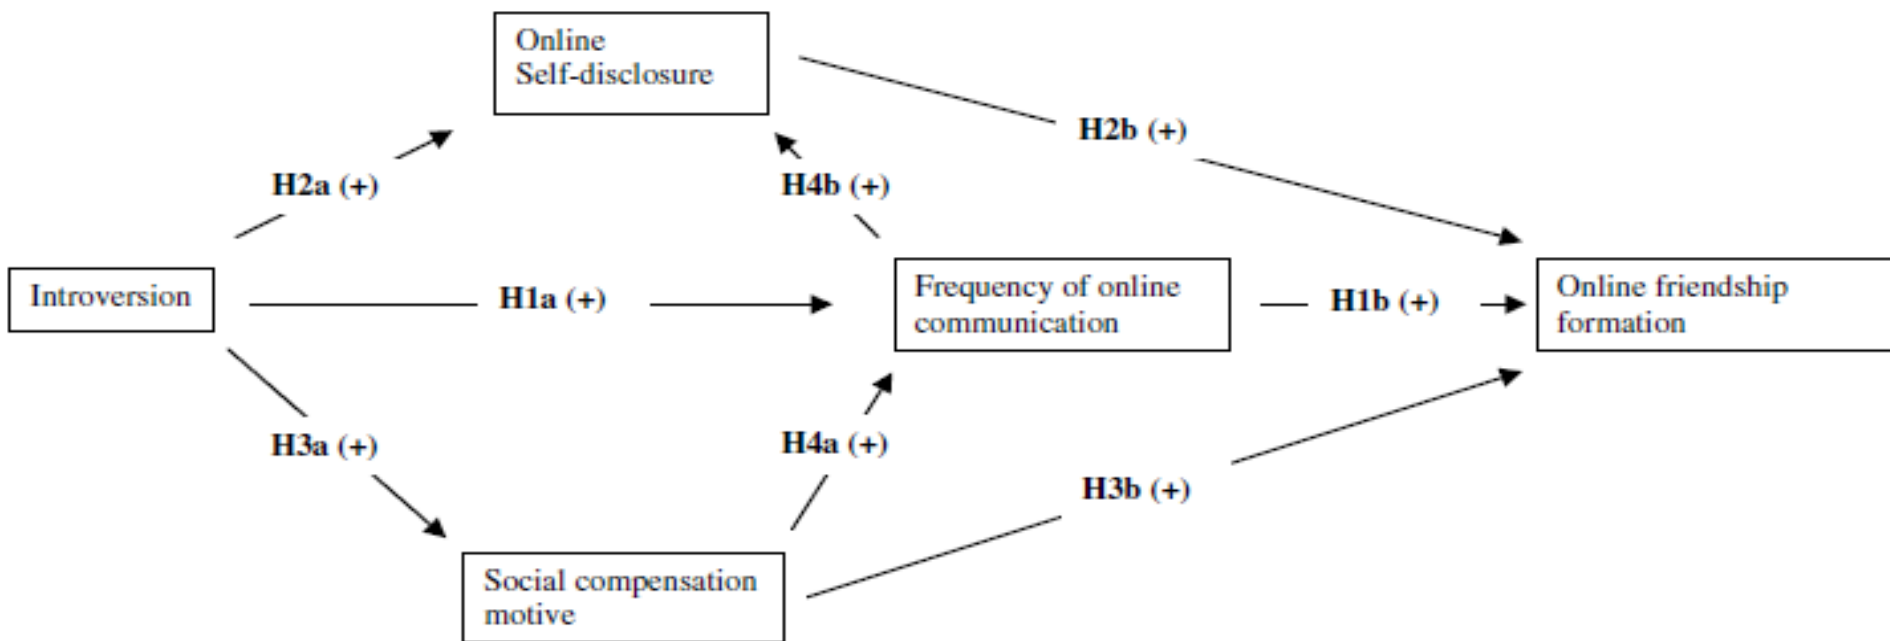 Online
Self-disclosure
H2b (+)
H2a (+)
H4b (+)
Introversion
H1a (+)
Frequency of online
communication
H1b (+)
Online friendship
formation
H3a (+)
H4a (+)
H3b (+)
Social compensation
motive